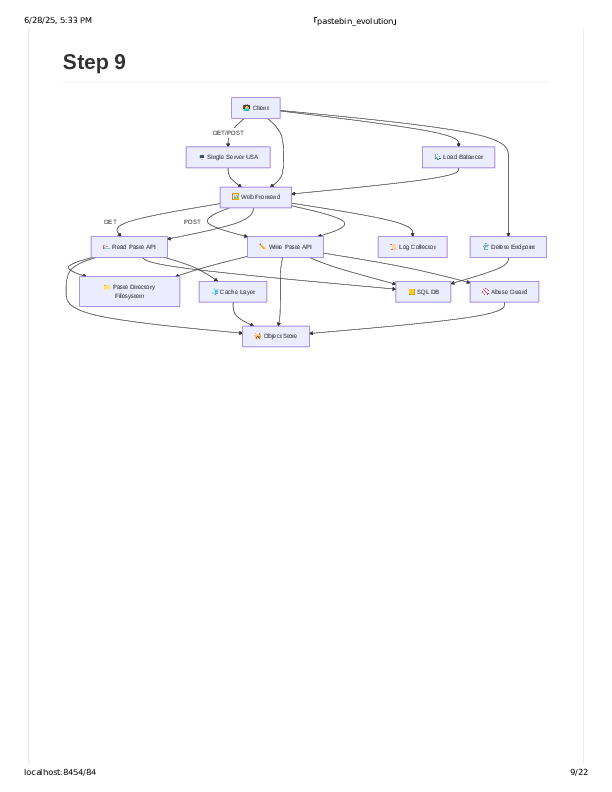 6/28/25, 5:33 PM
「pastebin_evolution」
Step 9
Client
GET/POST
Single Server USA
Load Balancer
Web Frontend
GET
POST
Read Paste API
Write Paste API
Log Collector
Delete Endpoint
Paste Directory
Filesystem
Cache Layer
SQL DB
Abuse Guard
Object Store
localhost:8454/84
9/22